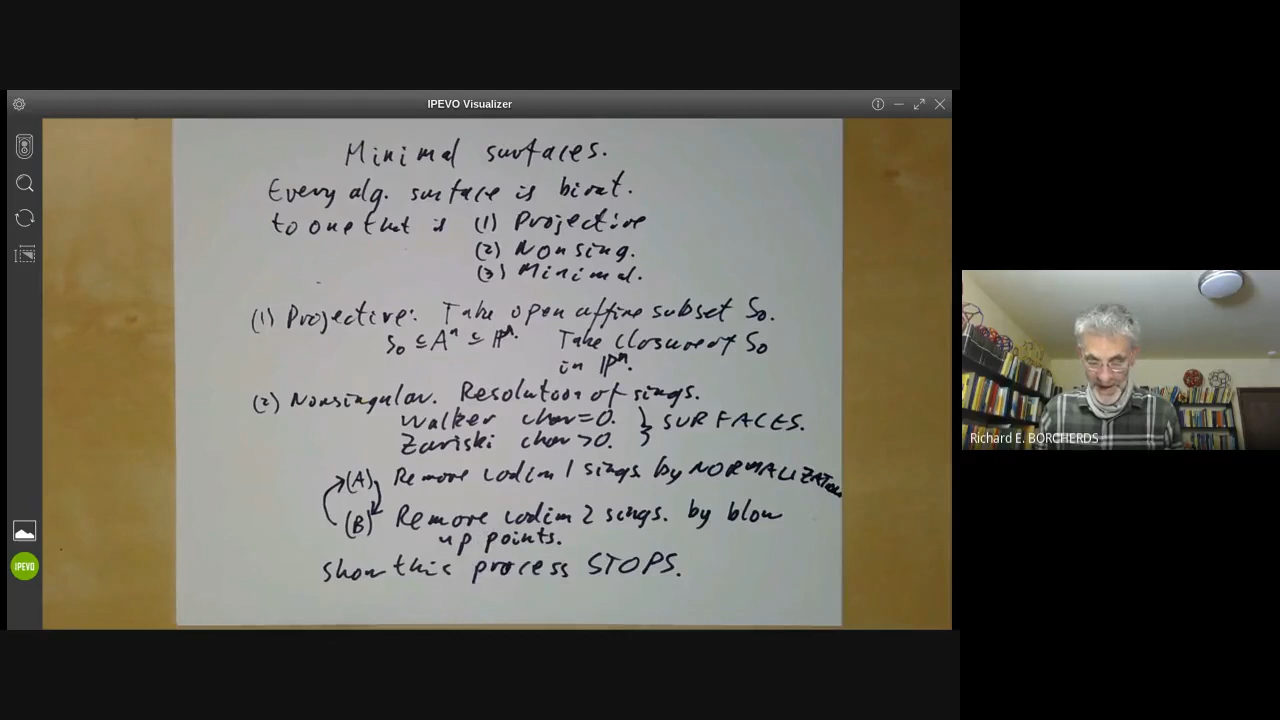 IPEVO Visualizer
Minimal surfaces.
Every alg. surface is birat.
to one that is (1) Projective
(2) Nonsing.
(3) Minimal.
(1) Projective: Take open affine subset S₀.
S₀ ⊆ Aⁿ ⊆ ℙⁿ. Take closure of S₀
in ℙⁿ.
(2) Nonsingular. Resolution of sings.
Walker char=0. } SURFACES.
Zariski char>0.
(A) Remove codim 1 sings by NORMALIZATION
(B) Remove codim 2 sings. by blow
up points.
show this process STOPS.
IPEVO
Richard E. BORCHERDS